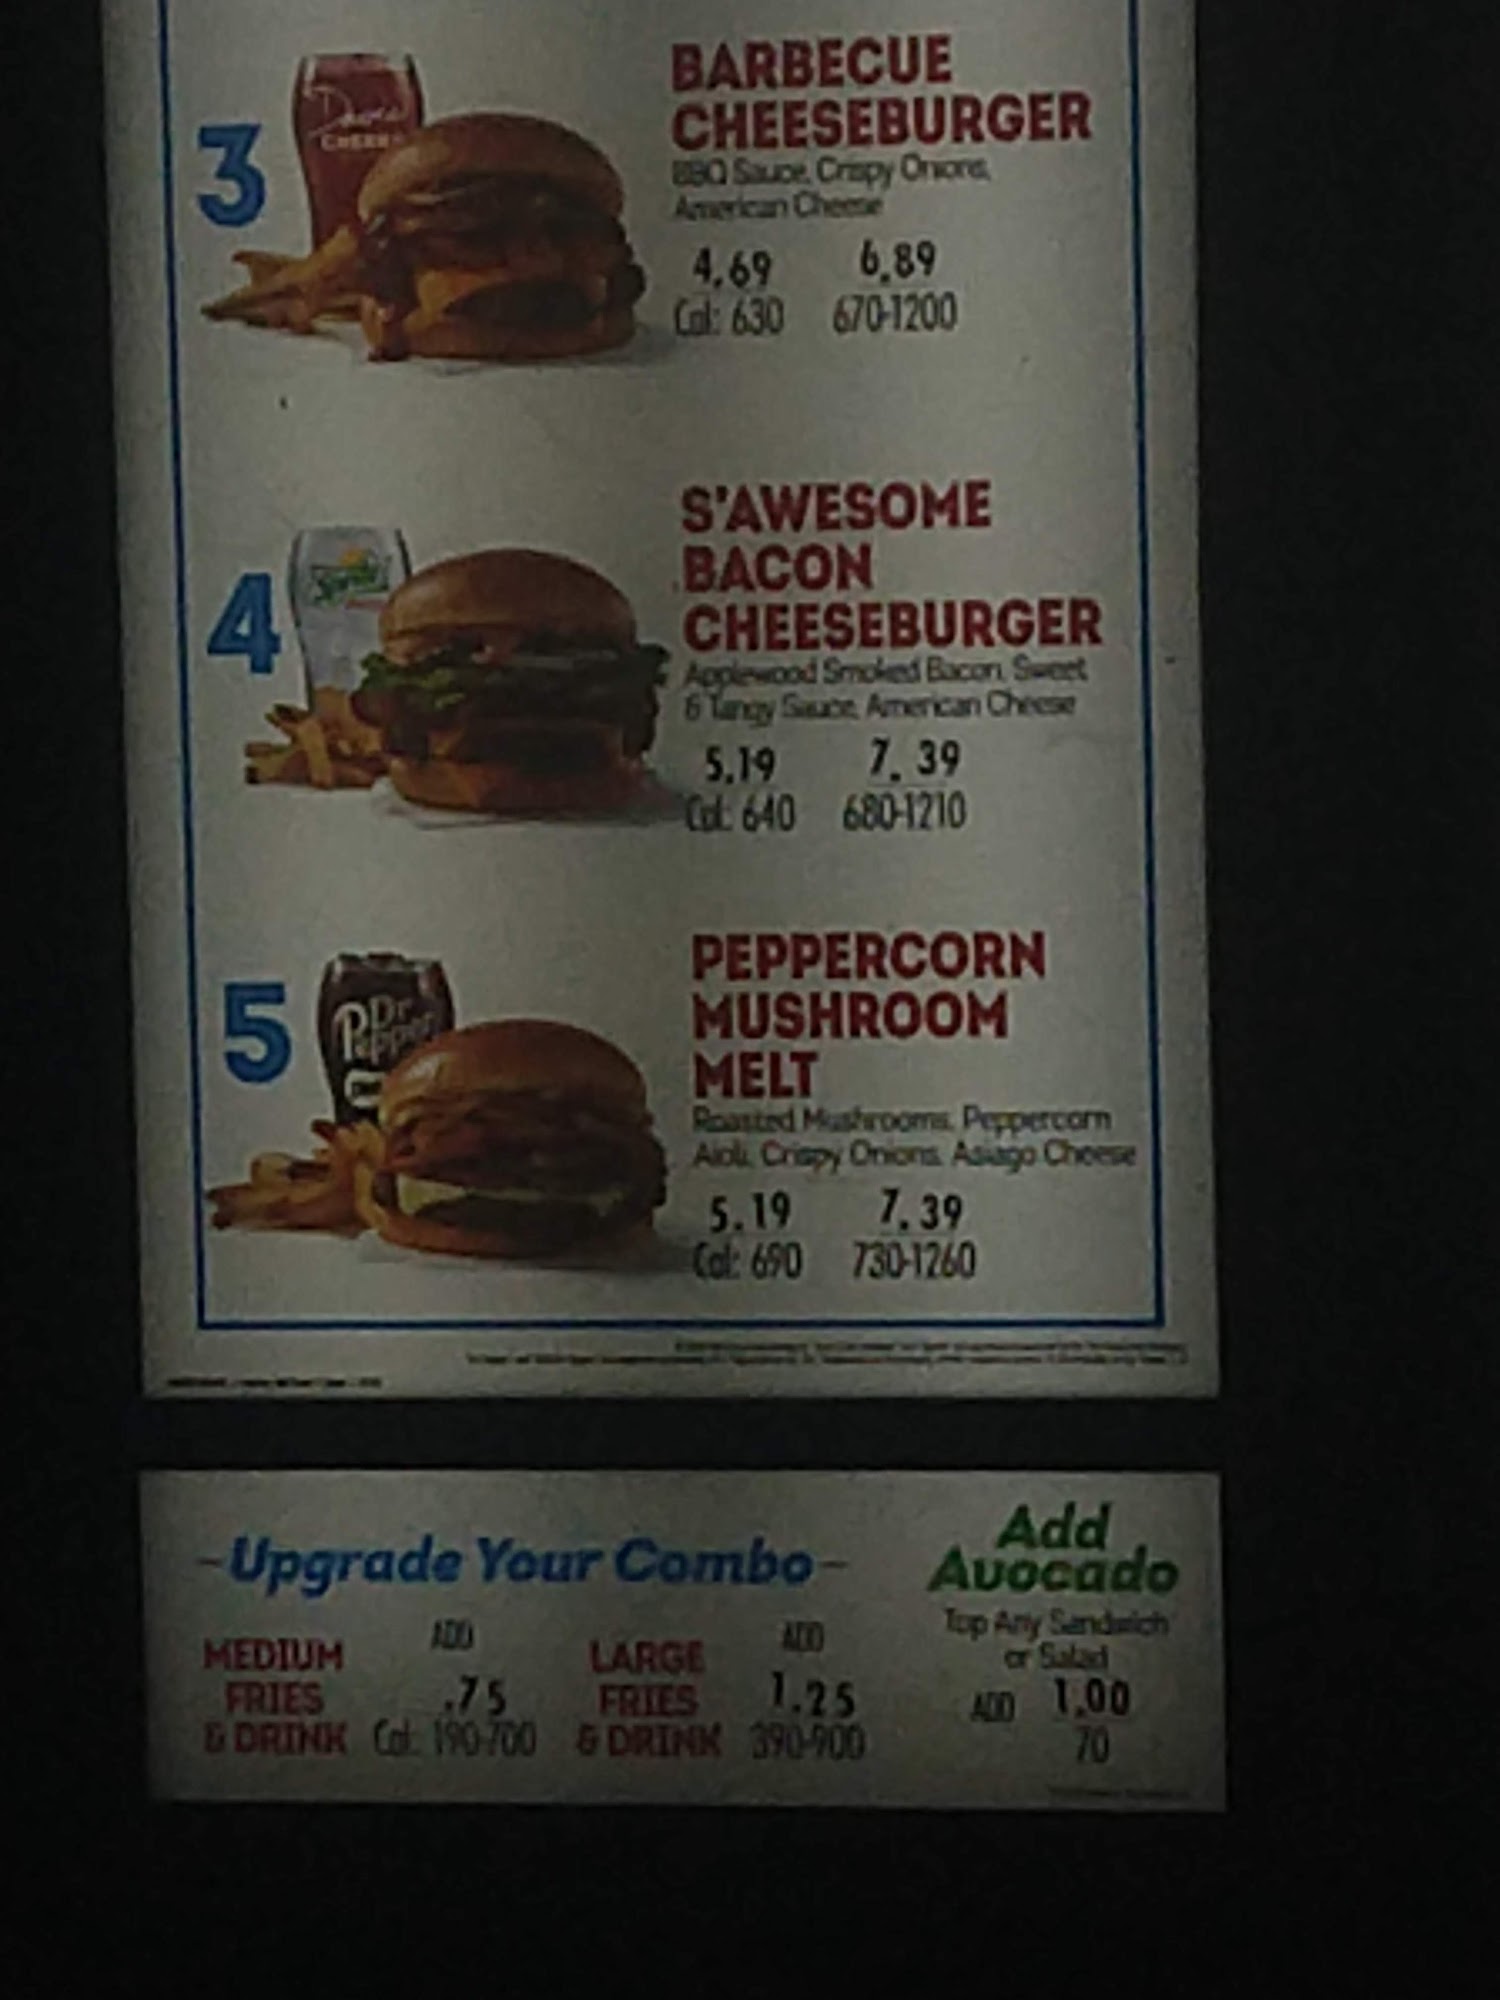 3
BARBECUE
CHEESEBURGER
BBQ Sauce, Crispy Onions,
American Cheese
4.69 6.89
Cal: 630 670-1200
4
S'AWESOME
BACON
CHEESEBURGER
Applewood Smoked Bacon, Sweet
& Tangy Sauce, American Cheese
5.19 7.39
Cal: 640 680-1210
5
Dr
Pepper
PEPPERCORN
MUSHROOM
MELT
Roasted Mushrooms, Peppercorn
Aioli, Crispy Onions, Asiago Cheese
5.19 7.39
Cal: 690 730-1260
-Upgrade Your Combo-
MEDIUM
FRIES
& DRINK
ADD
.75
Cal: 190-700
LARGE
FRIES
& DRINK
ADD
1.25
390-900
Add
Avocado
Top Any Sandwich
or Salad
ADD 1.00
70